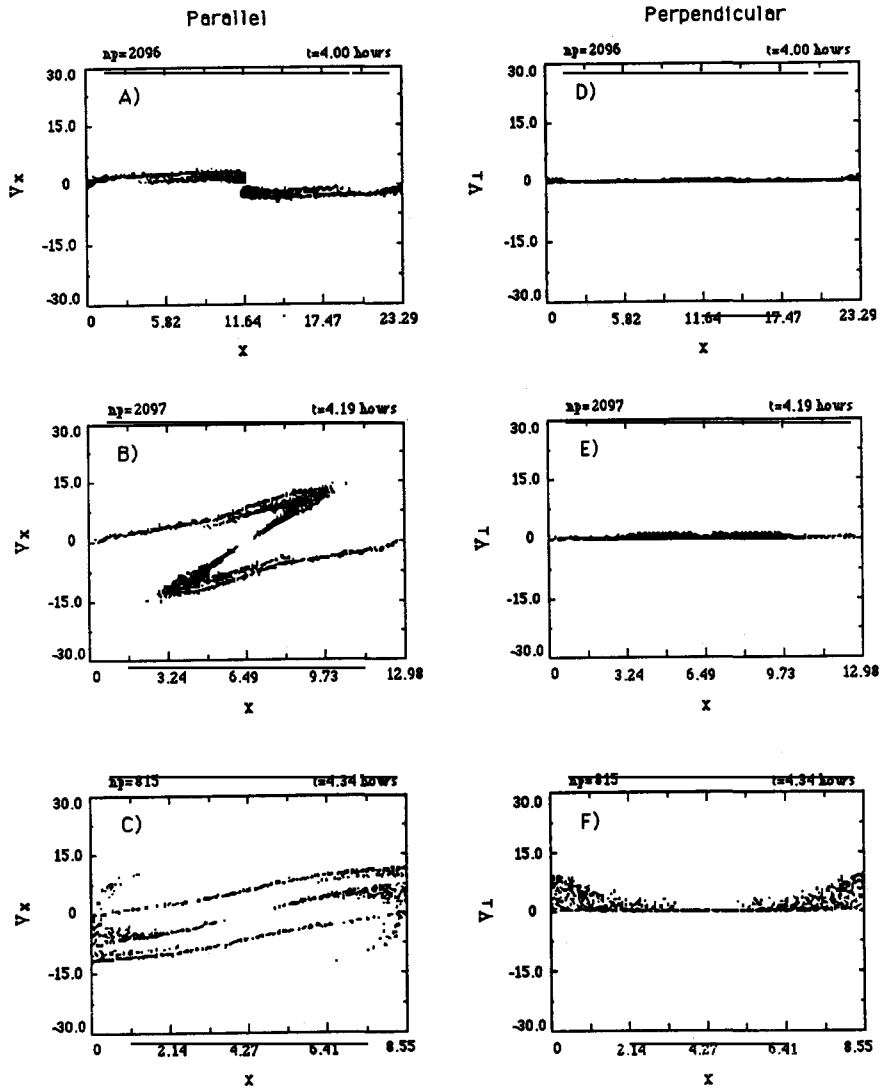 Parallel
Perpendicular
np=2096 t=4.00 hours
A)
30.0
15.0
0
-15.0
-30.0
Vx
0 5.82 11.64 17.47 23.29
X
np=2096 t=4.00 hours
D)
30.0
15.0
0
-15.0
-30.0
V⊥
0 5.82 11.64 17.47 23.29
X
np=2097 t=4.19 hours
B)
30.0
15.0
0
-15.0
-30.0
Vx
0 3.24 6.49 9.73 12.98
X
np=2097 t=4.19 hours
E)
30.0
15.0
0
-15.0
-30.0
V⊥
0 3.24 6.49 9.73 12.98
X
np=815 t=4.34 hours
C)
30.0
15.0
0
-15.0
-30.0
Vx
0 2.14 4.27 6.41 8.55
X
np=815 t=4.34 hours
F)
30.0
15.0
0
-15.0
-30.0
V⊥
0 2.14 4.27 6.41 8.55
X